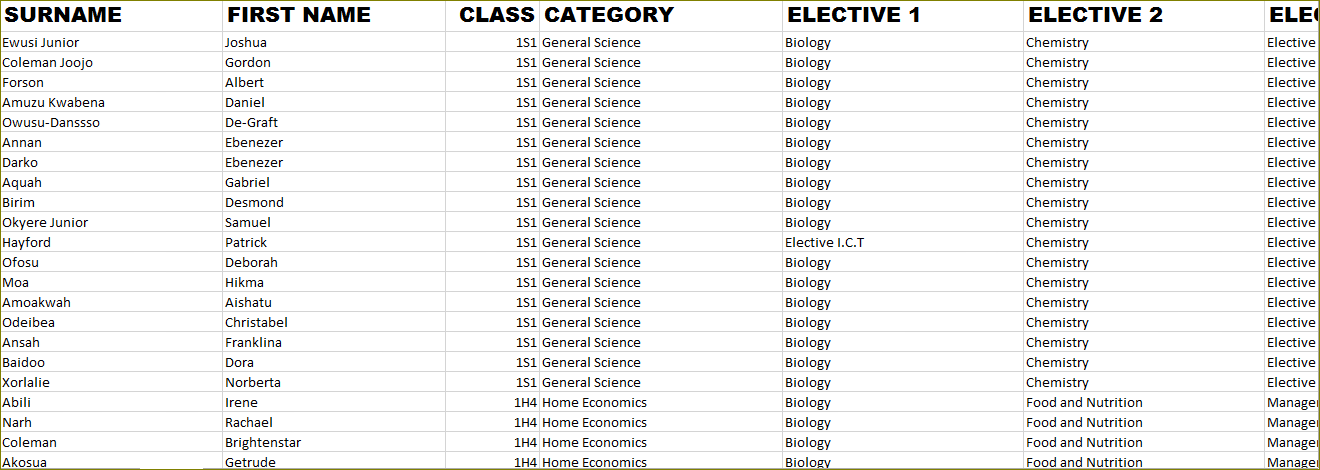 SURNAME FIRST NAME CLASS CATEGORY ELECTIVE 1 ELECTIVE 2 ELEC
Ewusi Junior Joshua 1S1 General Science Biology Chemistry Elective
Coleman Joojo Gordon 1S1 General Science Biology Chemistry Elective
Forson Albert 1S1 General Science Biology Chemistry Elective
Amuzu Kwabena Daniel 1S1 General Science Biology Chemistry Elective
Owusu-Danssso De-Graft 1S1 General Science Biology Chemistry Elective
Annan Ebenezer 1S1 General Science Biology Chemistry Elective
Darko Ebenezer 1S1 General Science Biology Chemistry Elective
Aquah Gabriel 1S1 General Science Biology Chemistry Elective
Birim Desmond 1S1 General Science Biology Chemistry Elective
Okyere Junior Samuel 1S1 General Science Biology Chemistry Elective
Hayford Patrick 1S1 General Science Elective I.C.T Chemistry Elective
Ofosu Deborah 1S1 General Science Biology Chemistry Elective
Moa Hikma 1S1 General Science Biology Chemistry Elective
Amoakwah Aishatu 1S1 General Science Biology Chemistry Elective
Odeibea Christabel 1S1 General Science Biology Chemistry Elective
Ansah Franklina 1S1 General Science Biology Chemistry Elective
Baidoo Dora 1S1 General Science Biology Chemistry Elective
Xorlalie Norberta 1S1 General Science Biology Chemistry Elective
Abili Irene 1H4 Home Economics Biology Food and Nutrition Manager
Narh Rachael 1H4 Home Economics Biology Food and Nutrition Manager
Coleman Brightenstar 1H4 Home Economics Biology Food and Nutrition Manager
Akosua Getrude 1H4 Home Economics Biology Food and Nutrition Manager